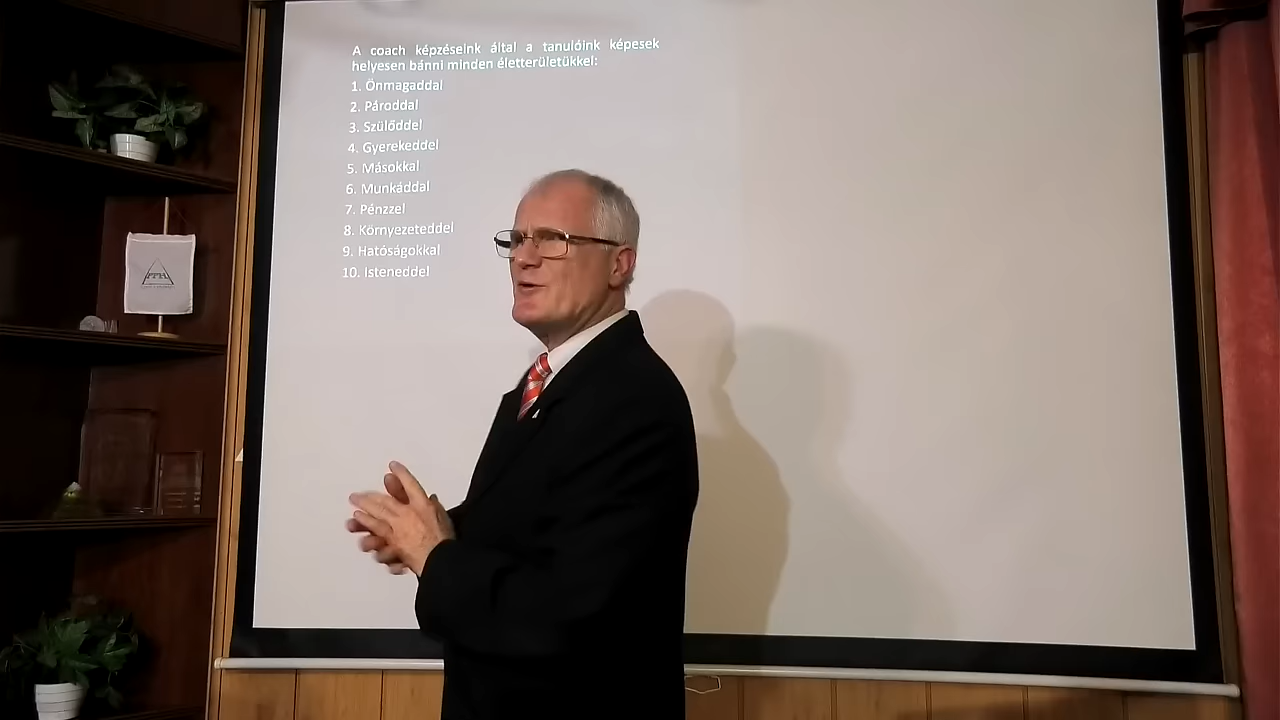 A coach képzéseink által a tanulóink képesek
helyesen bánni minden életterületükkel:
1. Önmagaddal
2. Pároddal
3. Szülőddel
4. Gyerekeddel
5. Másokkal
6. Munkáddal
7. Pénzzel
8. Környezeteddel
9. Hatóságokkal
10. Isteneddel